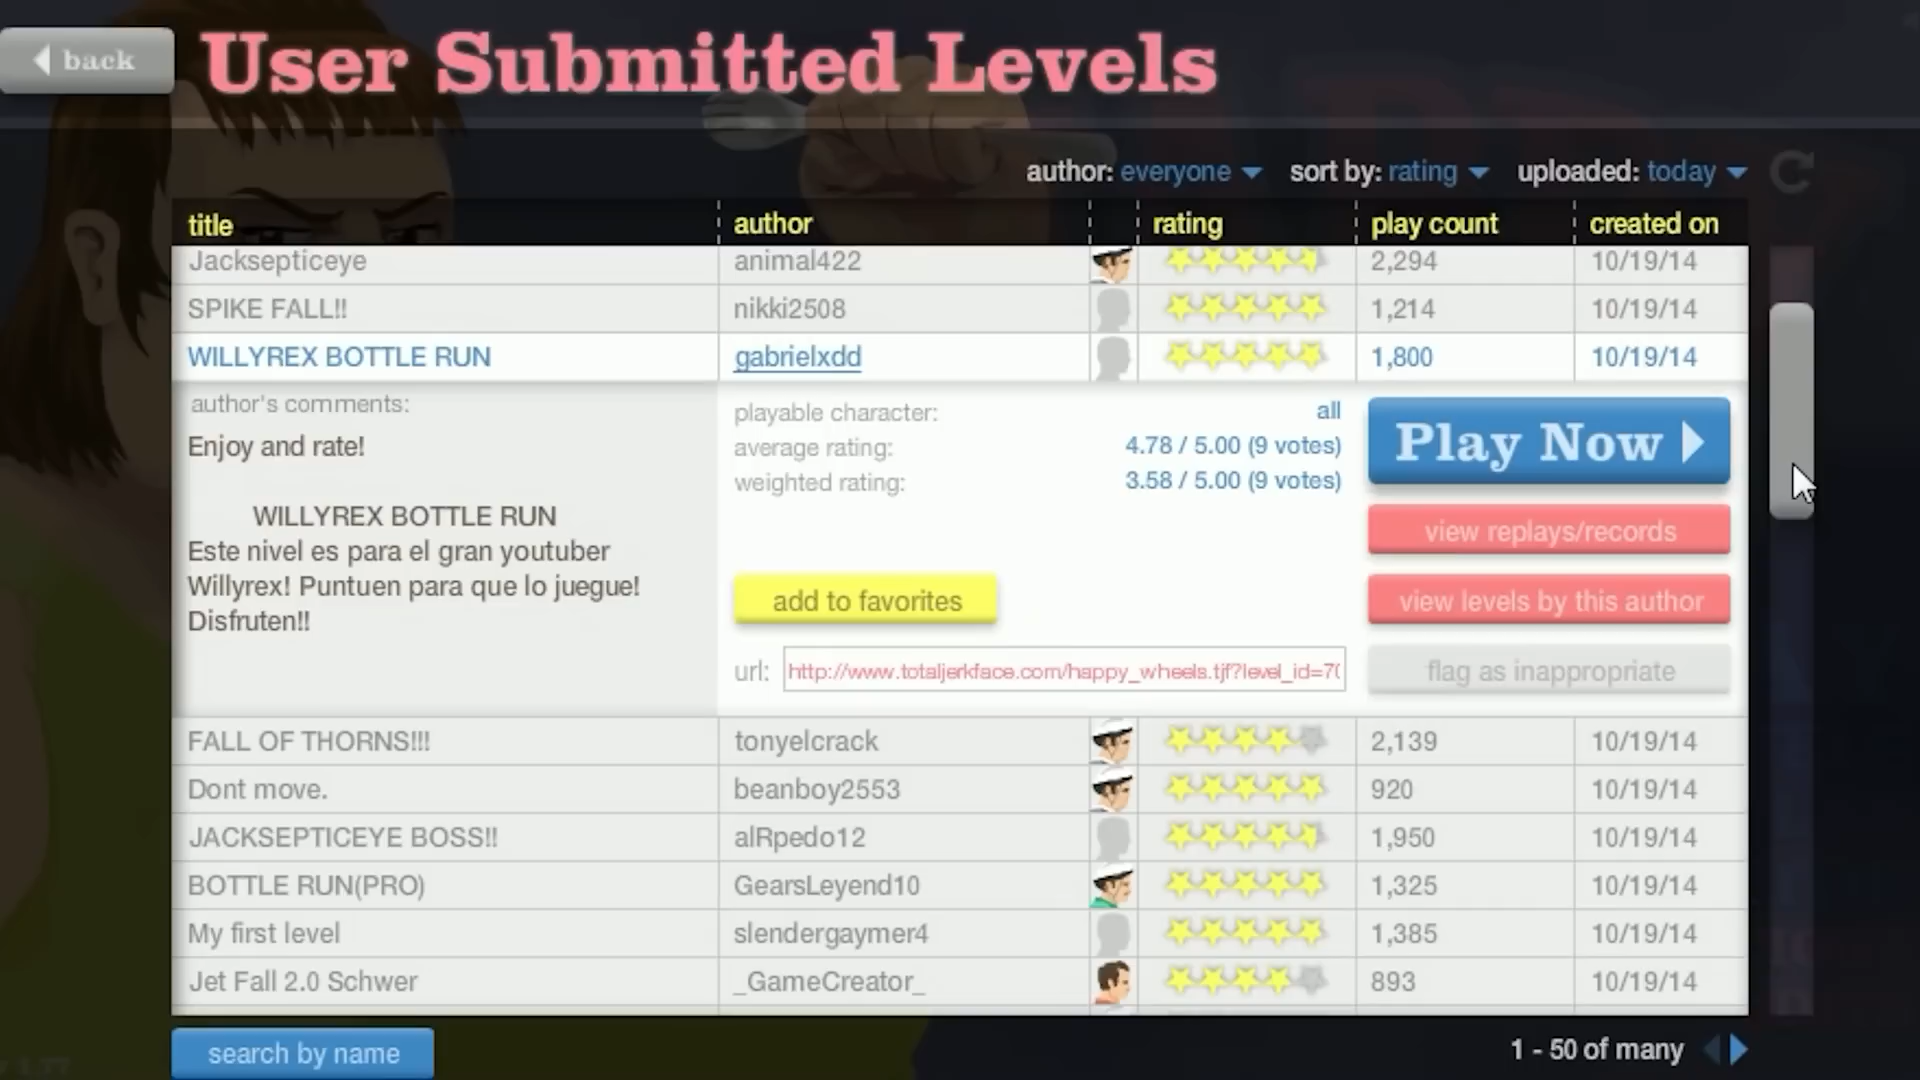 back
User Submitted Levels
author: everyone sort by: rating uploaded: today
title author rating play count created on
Jacksepticeye animal422 2,294 10/19/14
SPIKE FALL!! nikki2508 1,214 10/19/14
WILLYREX BOTTLE RUN gabrielxdd 1,800 10/19/14
author's comments:
Enjoy and rate!
WILLYREX BOTTLE RUN
Este nivel es para el gran youtuber
Willyrex! Puntuen para que lo juegue!
Disfruten!!
playable character: all
average rating: 4.78 / 5.00 (9 votes)
weighted rating: 3.58 / 5.00 (9 votes)
add to favorites
url: http://www.totaljerkface.com/happy_wheels.tjf?level_id=70
Play Now
view replays/records
view levels by this author
flag as inappropriate
FALL OF THORNS!!! tonyelcrack 2,139 10/19/14
Dont move. beanboy2553 920 10/19/14
JACKSEPTICEYE BOSS!! alRpedo12 1,950 10/19/14
BOTTLE RUN(PRO) GearsLeyend10 1,325 10/19/14
My first level slendergaymer4 1,385 10/19/14
Jet Fall 2.0 Schwer _GameCreator_ 893 10/19/14
search by name
1 - 50 of many